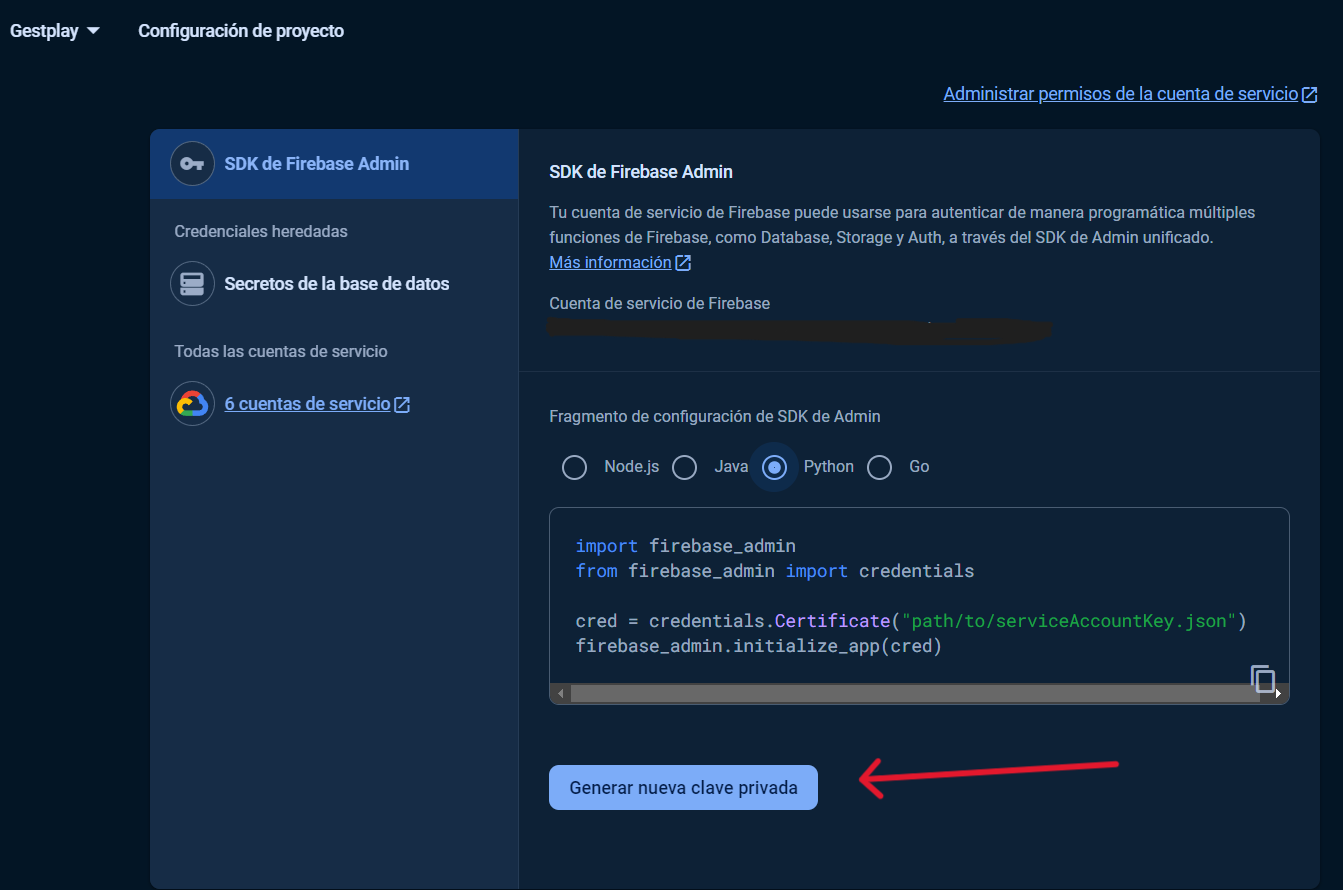 Gestplay
Configuración de proyecto
Administrar permisos de la cuenta de servicio
SDK de Firebase Admin
Credenciales heredadas
Secretos de la base de datos
Todas las cuentas de servicio
6 cuentas de servicio
SDK de Firebase Admin
Tu cuenta de servicio de Firebase puede usarse para autenticar de manera programática múltiples
funciones de Firebase, como Database, Storage y Auth, a través del SDK de Admin unificado.
Más información
Cuenta de servicio de Firebase
Fragmento de configuración de SDK de Admin
Node.js Java Python Go
import firebase_admin
from firebase_admin import credentials
cred = credentials.Certificate("path/to/serviceAccountKey.json")
firebase_admin.initialize_app(cred)
Generar nueva clave privada